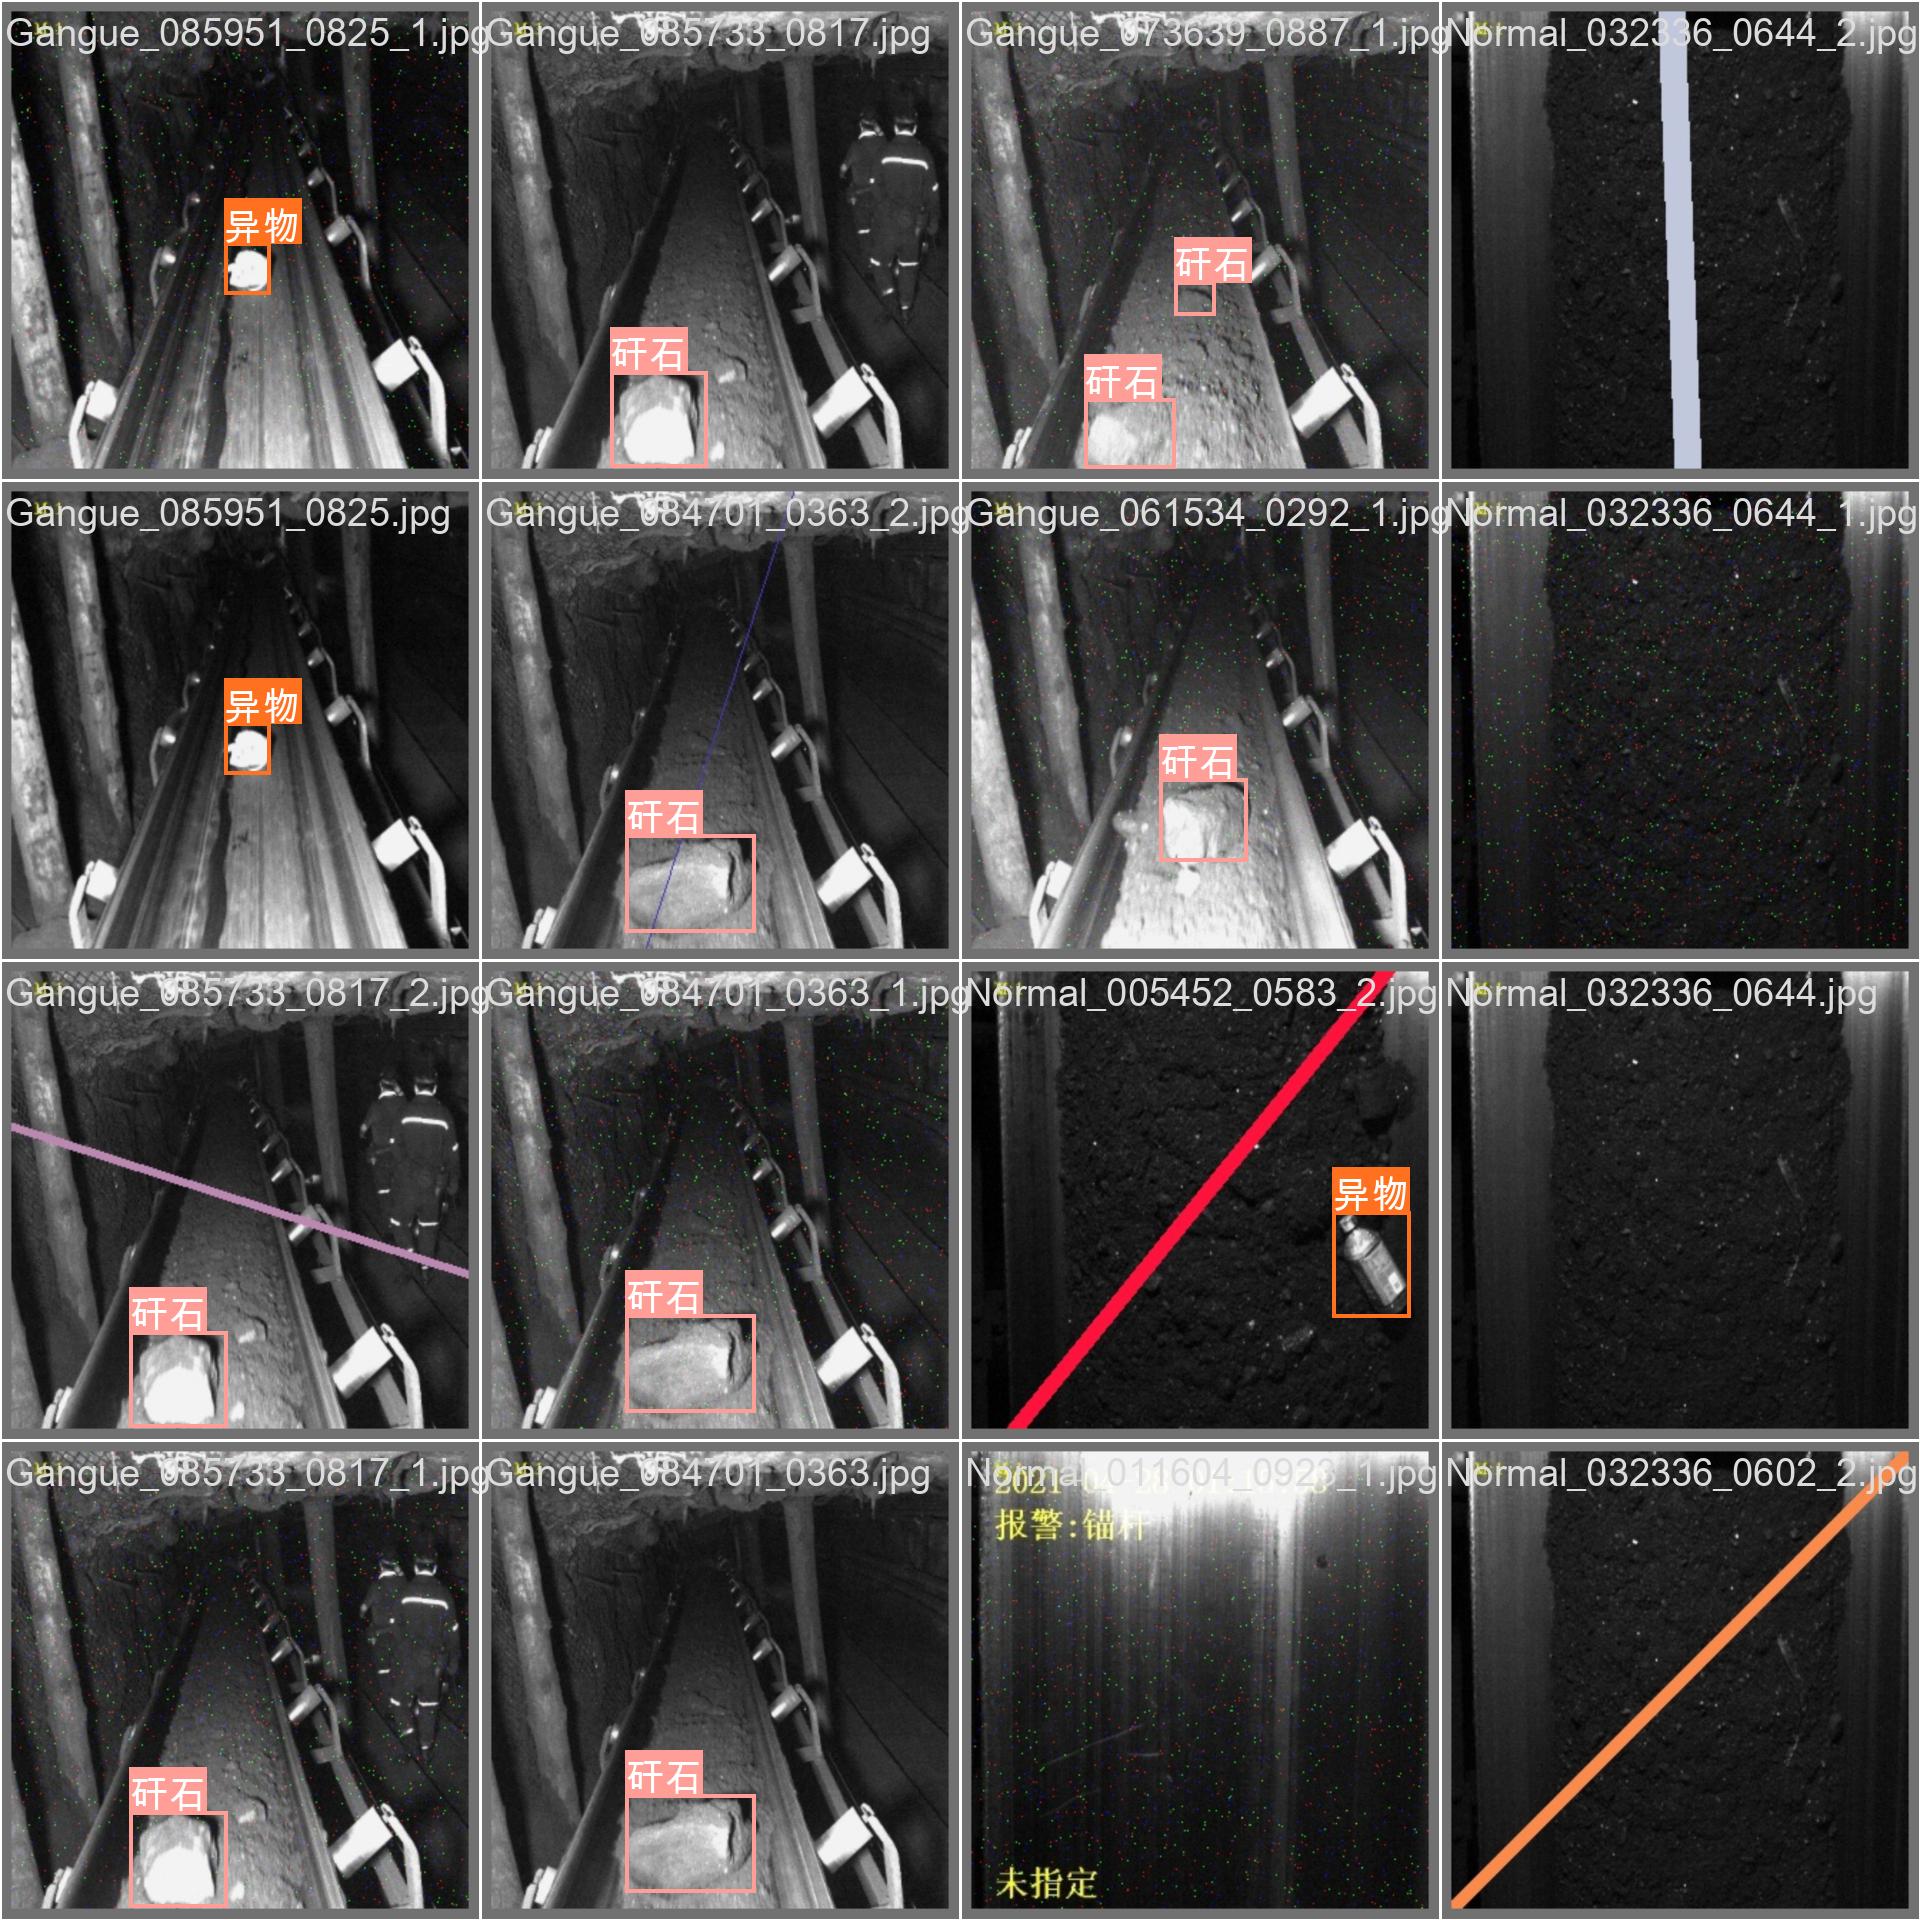 Gangue_085951_0825_1.jpg
Gangue_085733_0817.jpg
Gangue_073639_0887_1.jpg
Normal_032336_0644_2.jpg
异物
矸石
矸石
矸石
Gangue_085951_0825.jpg
Gangue_084701_0363_2.jpg
Gangue_061534_0292_1.jpg
Normal_032336_0644_1.jpg
异物
矸石
矸石
Gangue_085733_0817_2.jpg
Gangue_084701_0363_1.jpg
Normal_005452_0583_2.jpg
Normal_032336_0644.jpg
矸石
矸石
异物
Gangue_085733_0817_1.jpg
Gangue_084701_0363.jpg
Normal_011604_0923_1.jpg
Normal_032336_0602_2.jpg
报警:锚杆
矸石
矸石
未指定